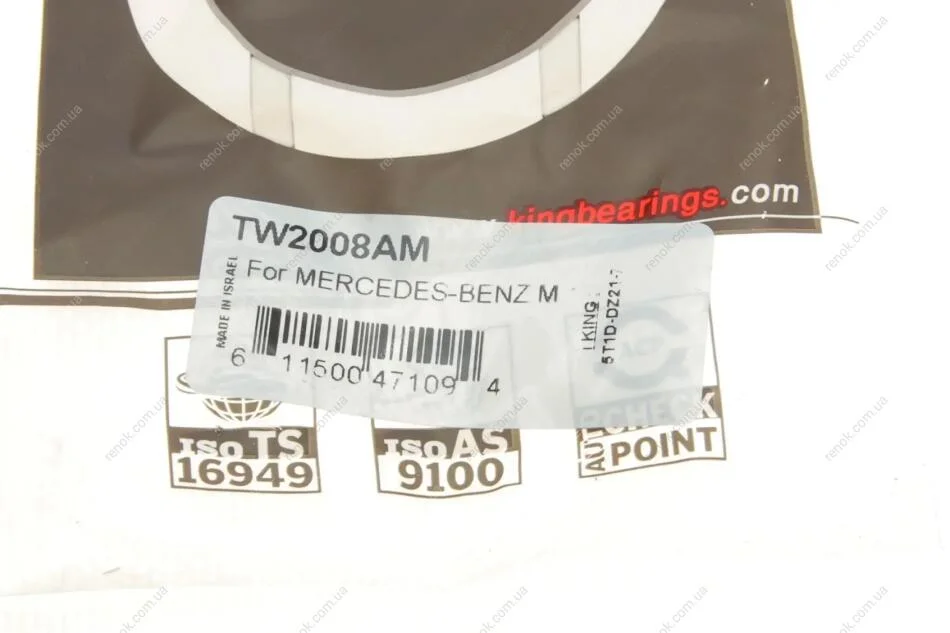 kingbearings.com
TW2008AM
For MERCEDES-BENZ M
MADE IN ISRAEL
KING
5T1D-DZ21-7
6 11500 47109 4
ISO TS
16949
ISO AS
9100
CHECK
POINT
renok.com.ua